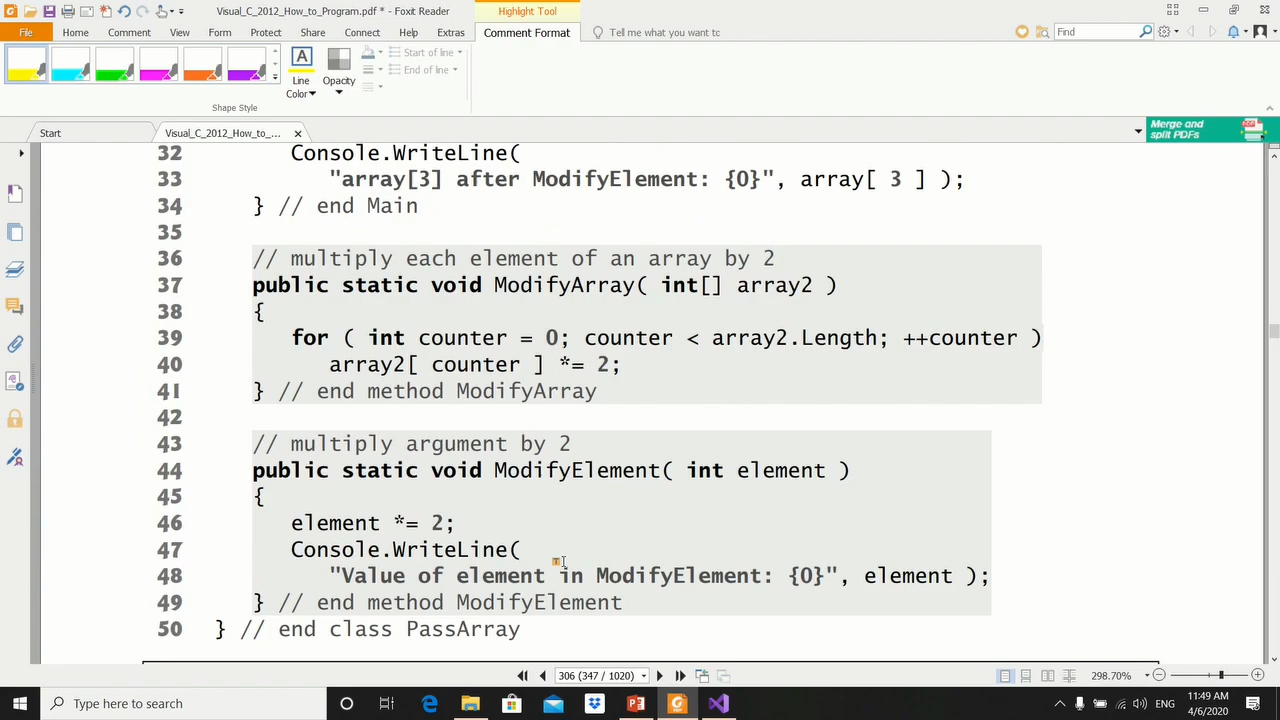 Visual_C_2012_How_to_Program.pdf * - Foxit Reader
Highlight Tool
File Home Comment View Form Protect Share Connect Help Extras Comment Format Tell me what you want tc Find
Line Color
Opacity
Start of line
End of line
Shape Style
Start
Visual_C_2012_How_to_...
Merge and split PDFs
32 Console.WriteLine(
33 "array[3] after ModifyElement: {0}", array[ 3 ] );
34 } // end Main
35
36 // multiply each element of an array by 2
37 public static void ModifyArray( int[] array2 )
38 {
39 for ( int counter = 0; counter < array2.Length; ++counter )
40 array2[ counter ] *= 2;
41 } // end method ModifyArray
42
43 // multiply argument by 2
44 public static void ModifyElement( int element )
45 {
46 element *= 2;
47 Console.WriteLine(
48 "Value of element in ModifyElement: {0}", element );
49 } // end method ModifyElement
50 } // end class PassArray
306 (347 / 1020)
298.70%
Type here to search
ENG
11:49 AM
4/6/2020